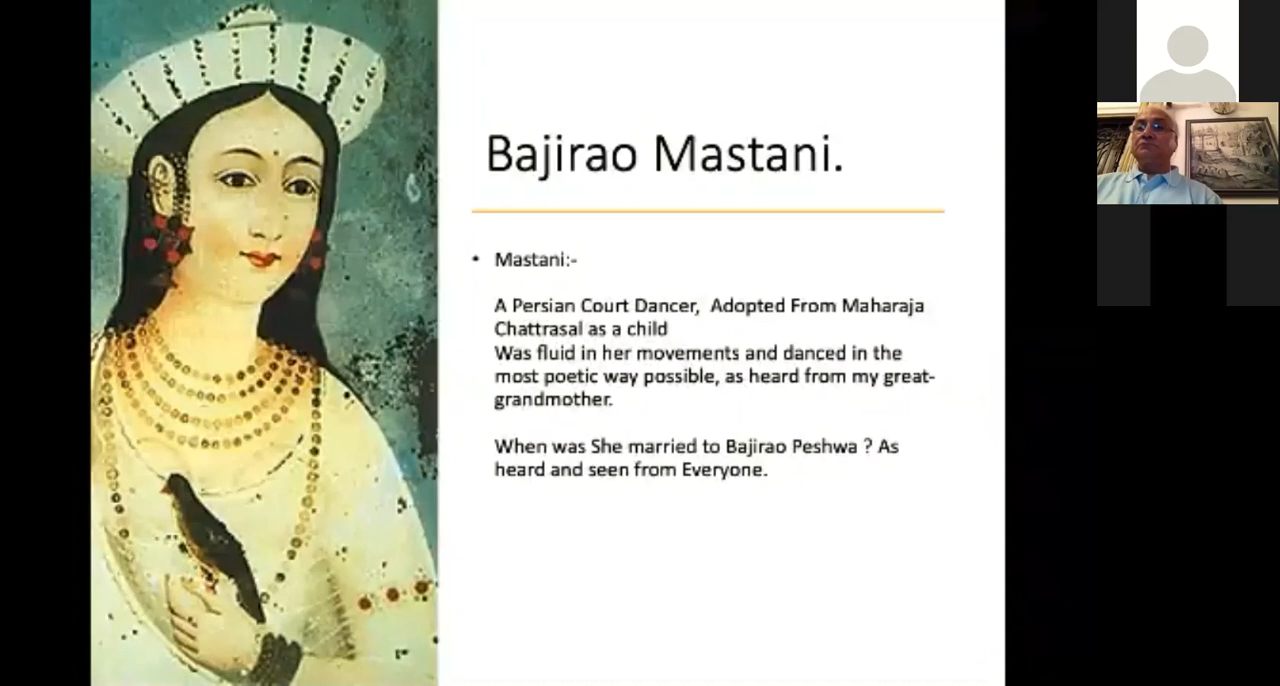 Bajirao Mastani.
• Mastani:-
A Persian Court Dancer, Adopted From Maharaja
Chattrasal as a child
Was fluid in her movements and danced in the
most poetic way possible, as heard from my great-
grandmother.
When was She married to Bajirao Peshwa ? As
heard and seen from Everyone.